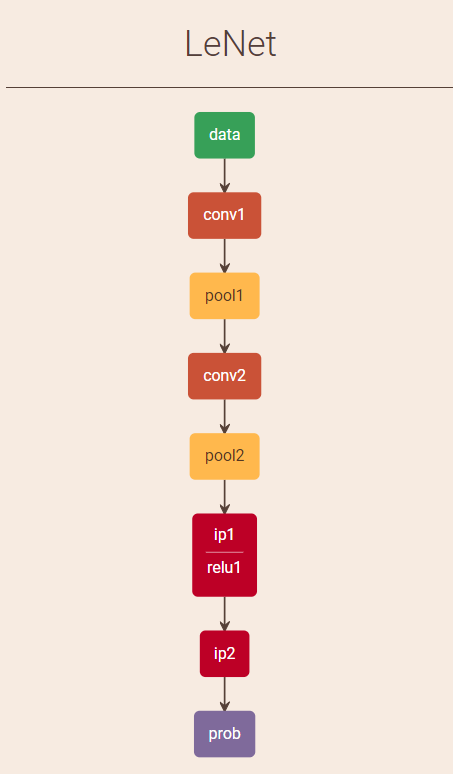 LeNet
data
conv1
pool1
conv2
pool2
ip1
relu1
ip2
prob